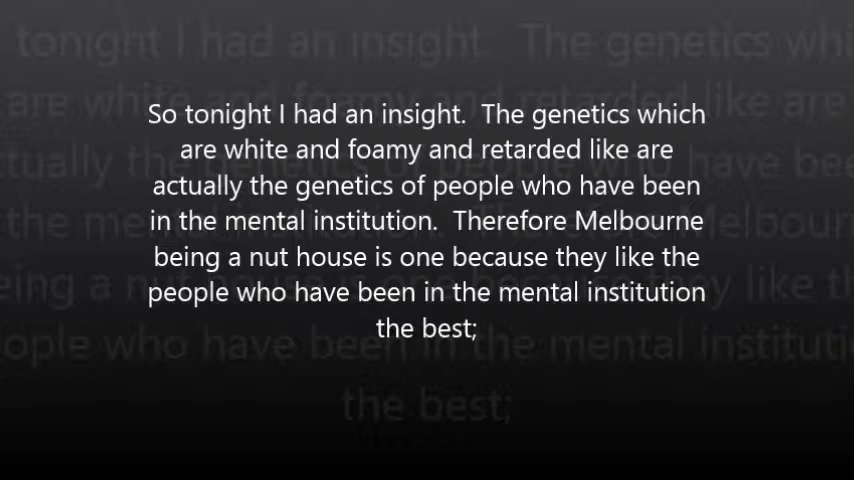 So tonight I had an insight.  The genetics which
are white and foamy and retarded like are
actually the genetics of people who have been
in the mental institution.  Therefore Melbourne
being a nut house is one because they like the
people who have been in the mental institution
the best;